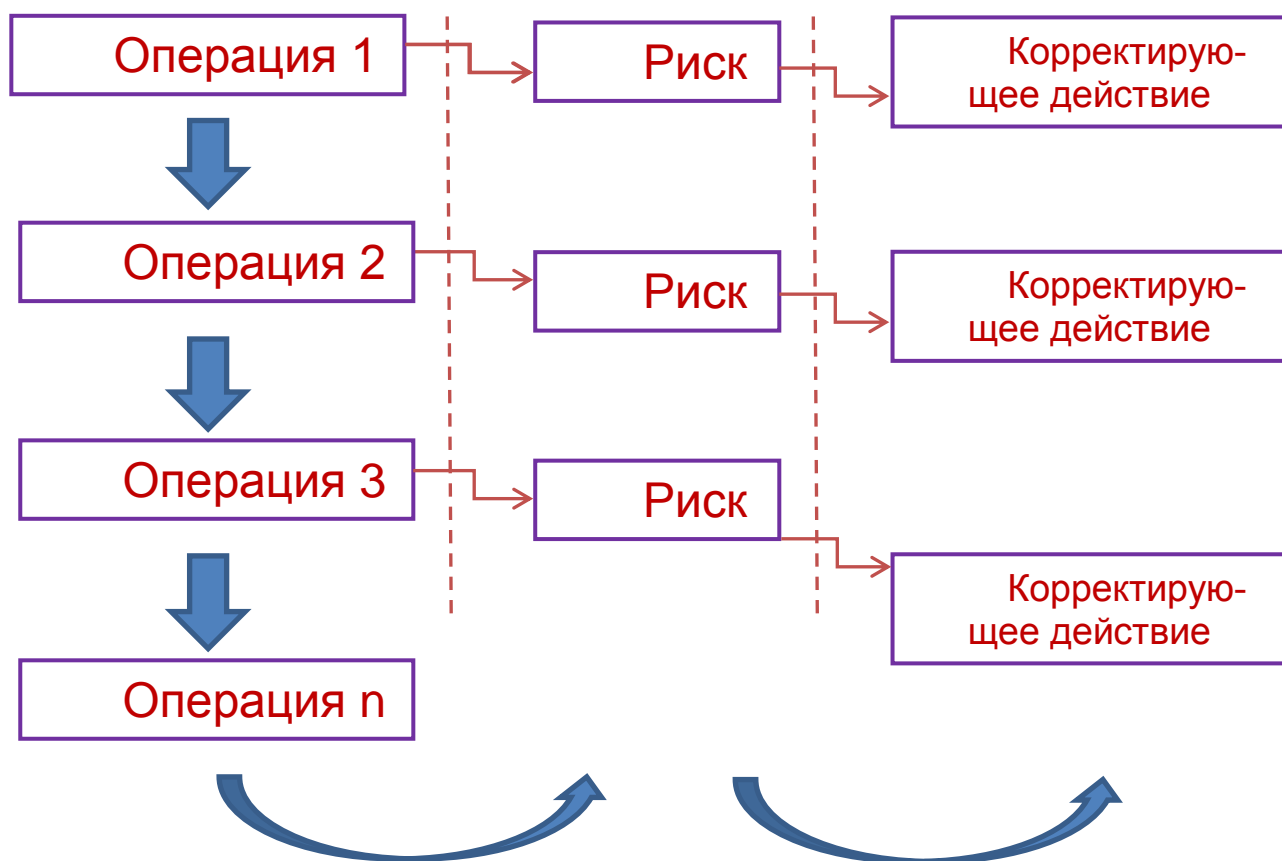 Операция 1
Риск
Корректирую-
щее действие
Операция 2
Риск
Корректирую-
щее действие
Операция 3
Риск
Корректирую-
щее действие
Операция n